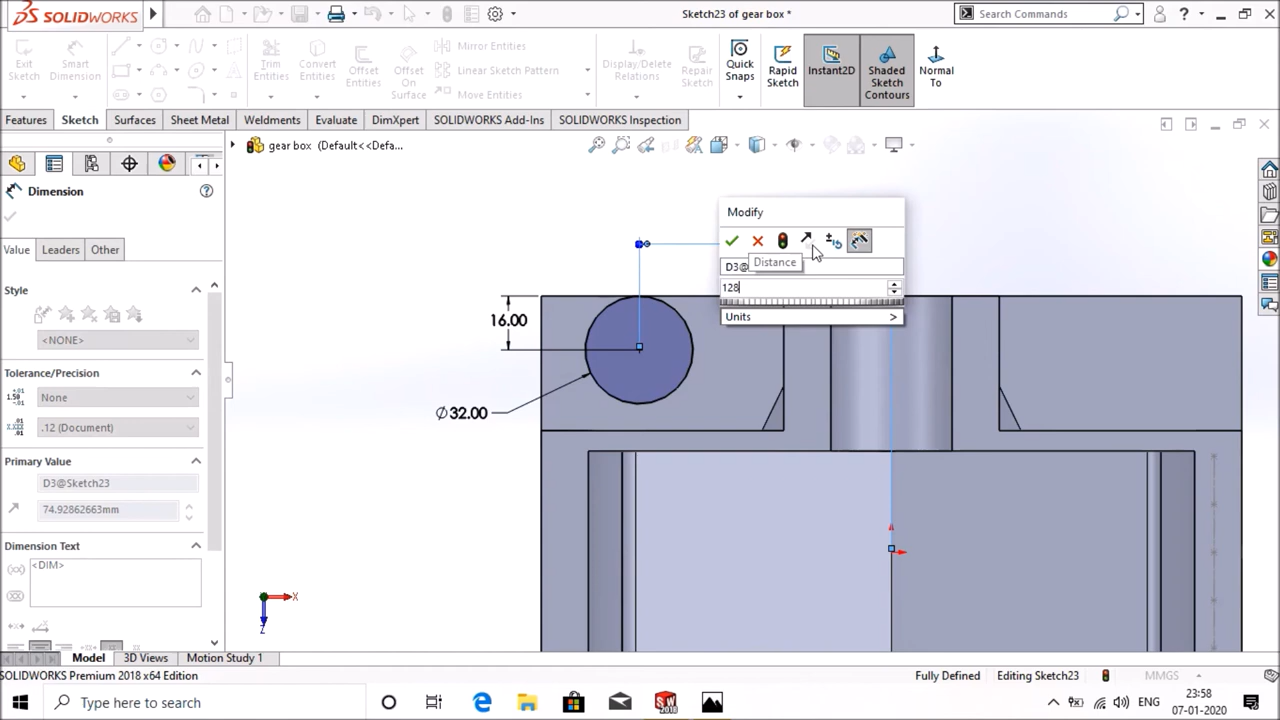 SOLIDWORKS
Sketch23 of gear box *
Search Commands
?
Exit Sketch
Smart Dimension
Trim Entities
Convert Entities
Offset Entities
Offset On Surface
Mirror Entities
Linear Sketch Pattern
Move Entities
Display/Delete Relations
Repair Sketch
Quick Snaps
Rapid Sketch
Instant2D
Shaded Sketch Contours
Normal To
Features
Sketch
Surfaces
Sheet Metal
Weldments
Evaluate
DimXpert
SOLIDWORKS Add-Ins
SOLIDWORKS Inspection
gear box (Default<<Defa...
Dimension
Value
Leaders
Other
Style
<NONE>
Tolerance/Precision
None
.12 (Document)
Primary Value
D3@Sketch23
74.92862663mm
Dimension Text
<DIM>
Modify
Distance
D3@
128
Units >
16.00
Ø32.00
X
Z
Model
3D Views
Motion Study 1
SOLIDWORKS Premium 2018 x64 Edition
Fully Defined
Editing Sketch23
MMGS
Type here to search
ENG
23:58
07-01-2020